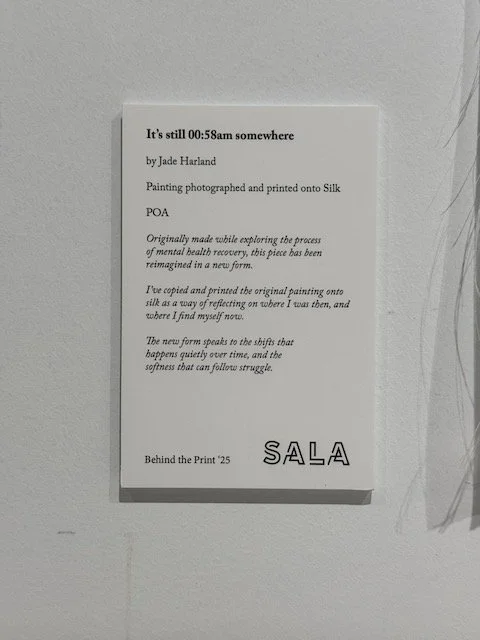 It's still 00:58am somewhere
by Jade Harland
Painting photographed and printed onto Silk
POA
Originally made while exploring the process
of mental health recovery, this piece has been
reimagined in a new form.
I've copied and printed the original painting onto
silk as a way of reflecting on where I was then, and
where I find myself now.
The new form speaks to the shifts that
happens quietly over time, and the
softness that can follow struggle.
Behind the Print '25
SALA